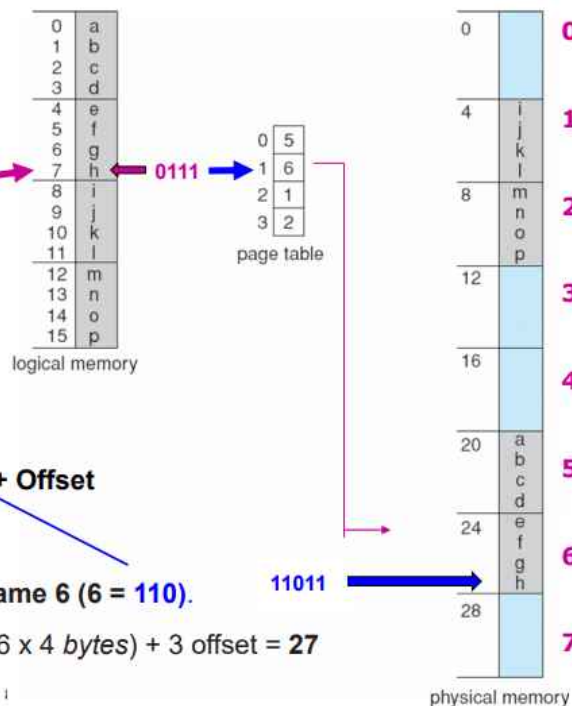 0 a
1 b
2 c
3 d
4 e
5 f
6 g
7 h
8 i
9 j
10 k
11 l
12 m
13 n
14 o
15 p
logical memory
0111
0 5
1 6
2 1
3 2
page table
0 0
4 i 1
j
k
l
8 m 2
n
o
p
12 3
16 4
20 a 5
b
c
d
24 e 6
f
g
h
28 7
physical memory
+ Offset
ame 6 (6 = 110).
11011
6 x 4 bytes) + 3 offset = 27